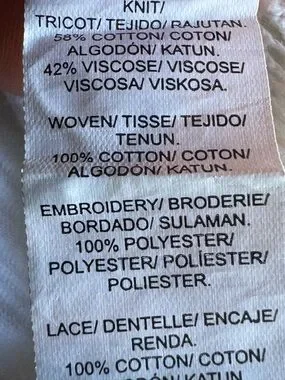 KNIT/
TRICOT/ TEJIDO/ RAJUTAN.
58% COTTON/ COTON/
ALGODÓN/ KATUN.
42% VISCOSE/ VISCOSE/
VISCOSA/ VISKOSA.
WOVEN/ TISSE/ TEJIDO/
TENUN.
100% COTTON/ COTON/
ALGODÓN/ KATUN.
EMBROIDERY/ BRODERIE/
BORDADO/ SULAMAN.
100% POLYESTER/
POLYESTER/ POLIÉSTER/
POLIESTER.
LACE/ DENTELLE/ ENCAJE/
RENDA.
100% COTTON/ COTON/
ALGODÓN/ KATUN